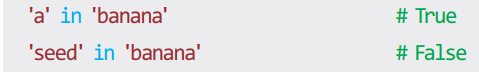 'a' in 'banana' # True
'seed' in 'banana' # False